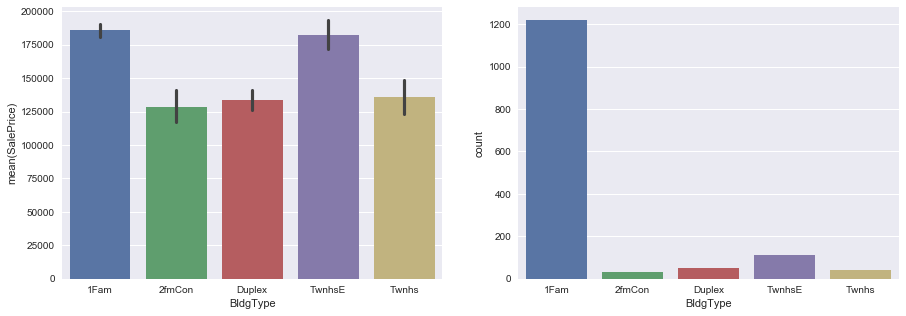 200000
175000
150000
125000
100000
75000
50000
25000
0
mean(SalePrice)
1Fam 2fmCon Duplex TwnhsE Twnhs
BldgType
1200
1000
800
600
400
200
0
count
1Fam 2fmCon Duplex TwnhsE Twnhs
BldgType